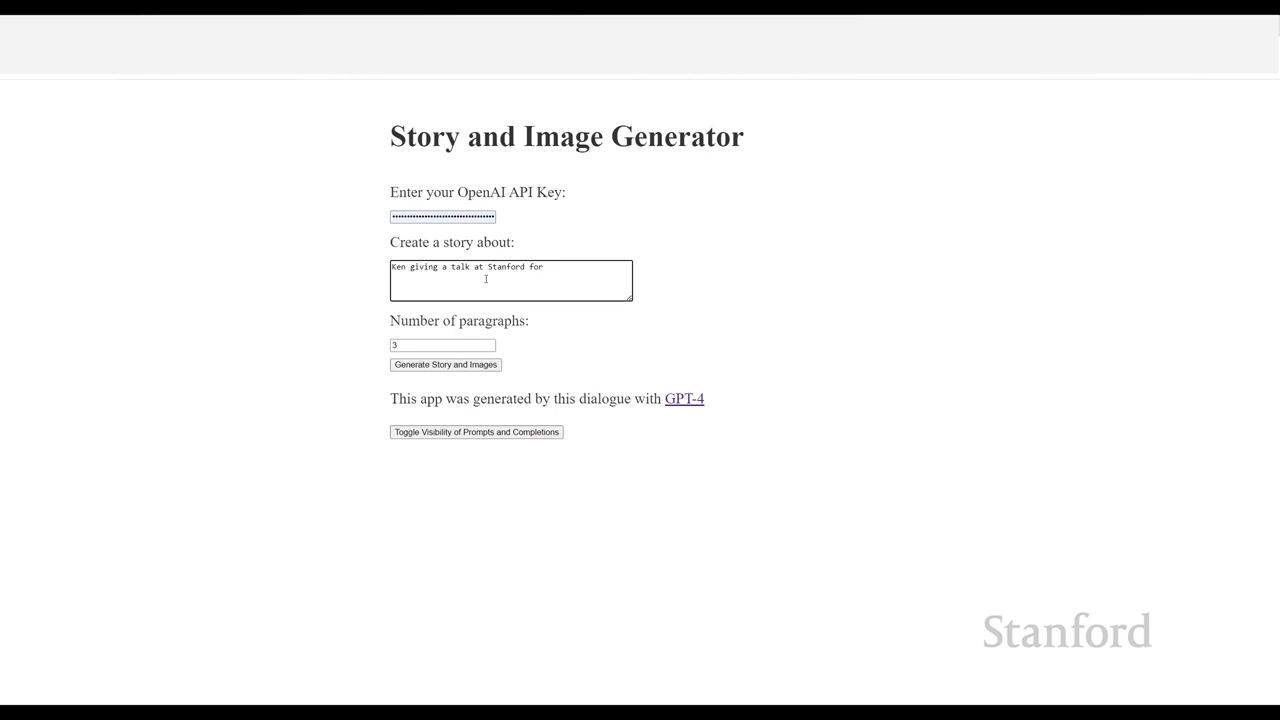 Story and Image Generator
Enter your OpenAI API Key:
Create a story about:
Ken giving a talk at Stanford for
Number of paragraphs:
3
Generate Story and Images
This app was generated by this dialogue with GPT-4
Toggle Visibility of Prompts and Completions
Stanford